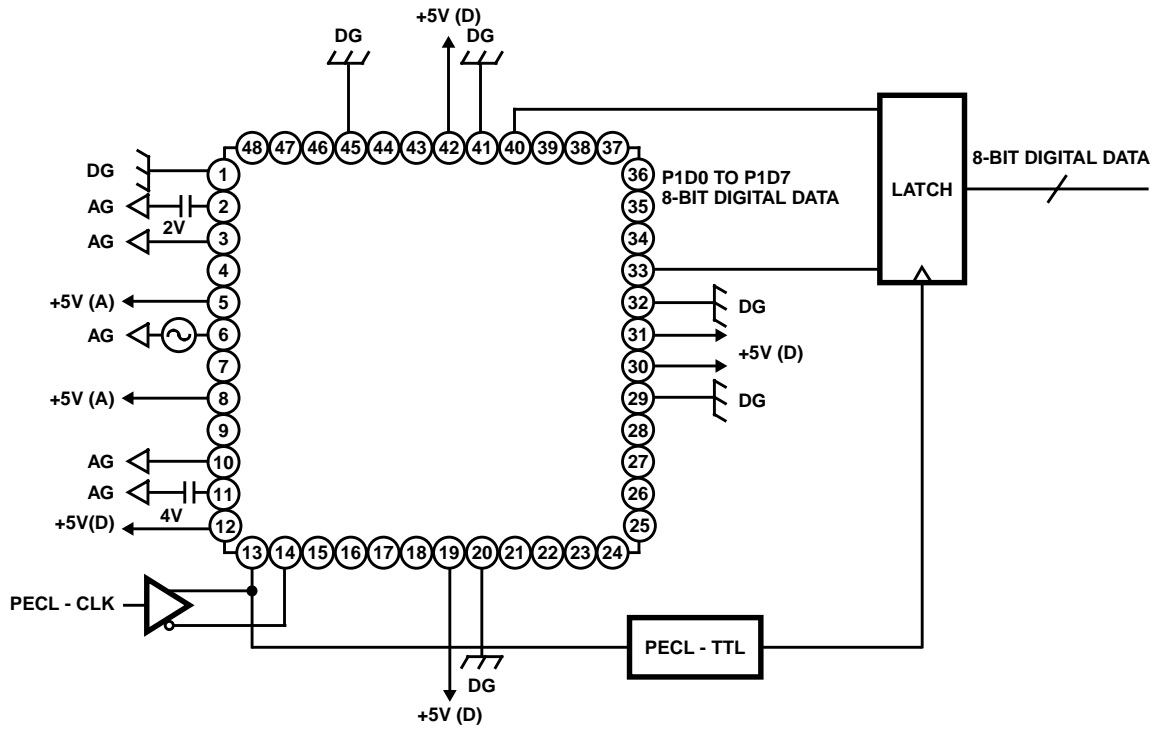 +5V (D)
DG
DG
48 47 46 45 44 43 42 41 40 39 38 37
DG
1
AG
2
2V
AG
3
4
+5V (A)
5
AG
6
7
+5V (A)
8
9
AG
10
AG
11
4V
+5V(D)
12
36
P1D0 TO P1D7
8-BIT DIGITAL DATA
35
34
33
32
DG
31
+5V (D)
30
29
DG
28
27
26
25
LATCH
8-BIT DIGITAL DATA
13 14 15 16 17 18 19 20 21 22 23 24
PECL - CLK
PECL - TTL
DG
+5V (D)